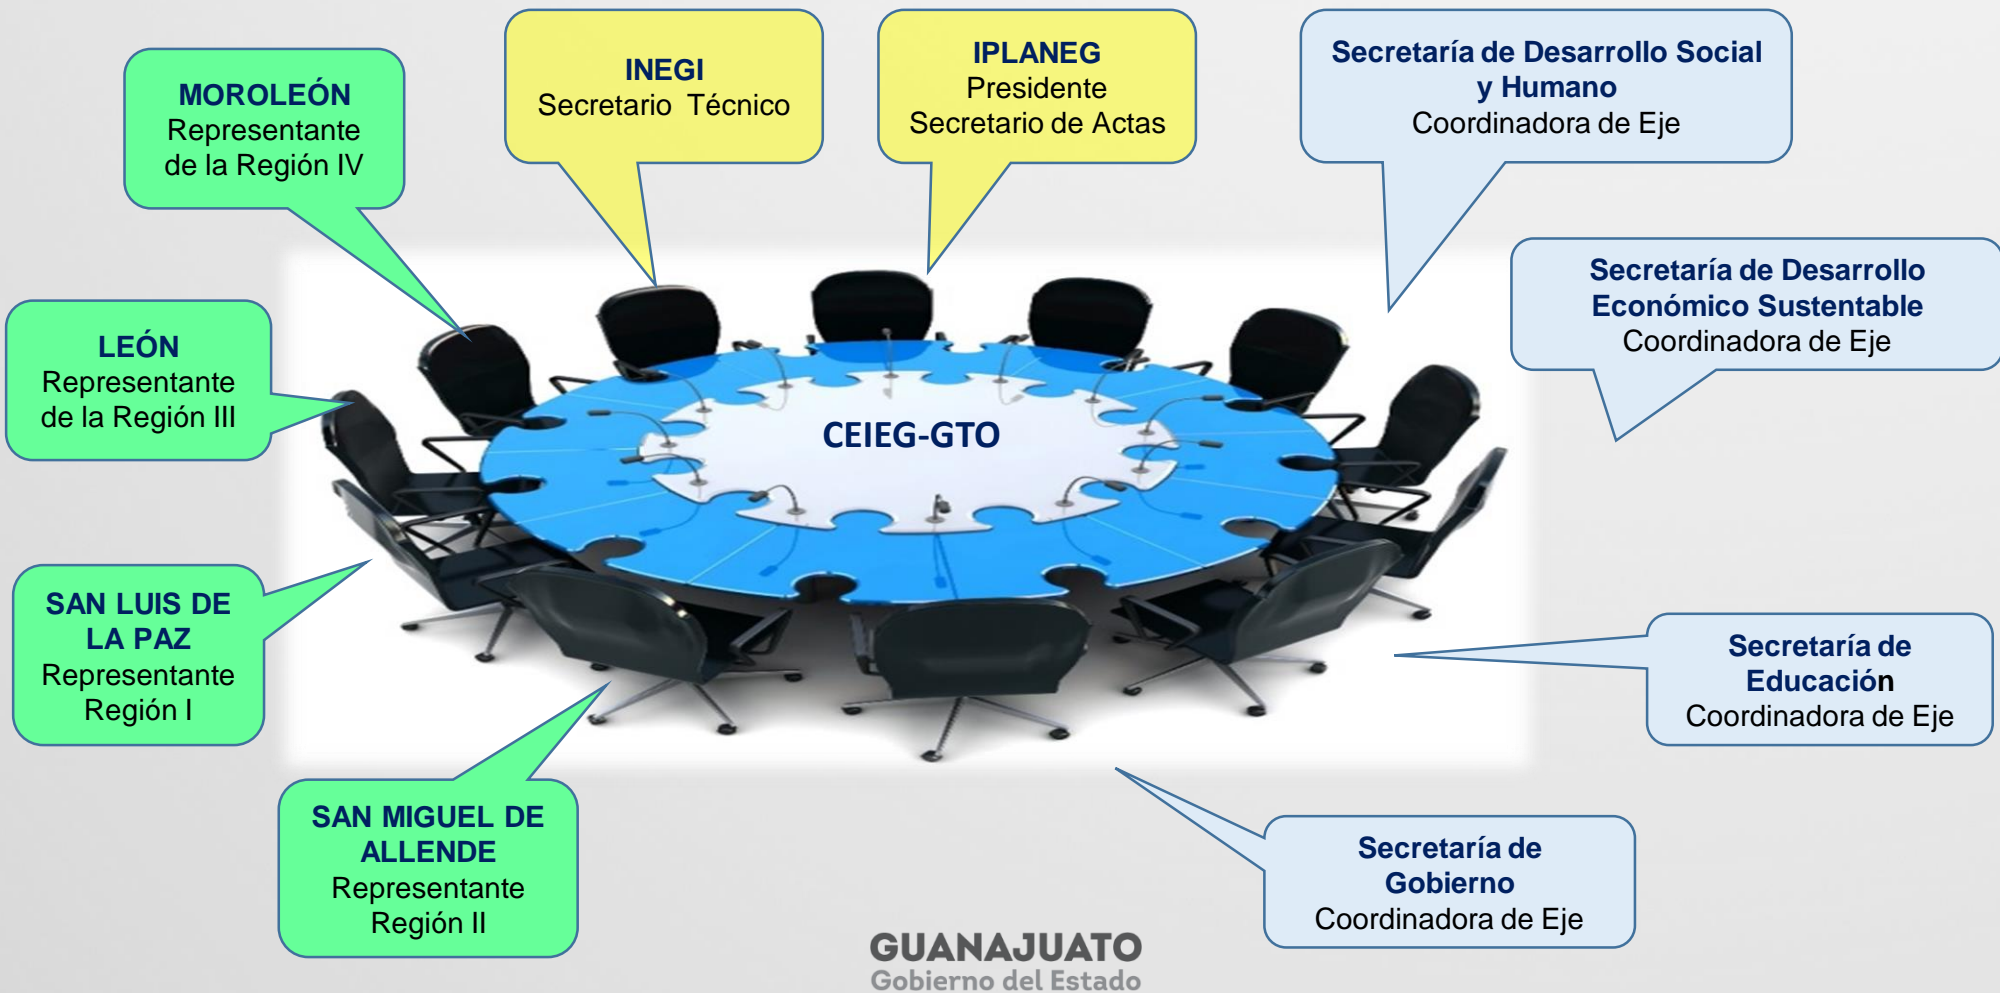 INEGI
Secretario Técnico
IPLANEG
Presidente
Secretario de Actas
Secretaría de Desarrollo Social
y Humano
Coordinadora de Eje
MOROLEÓN
Representante
de la Región IV
Secretaría de Desarrollo
Económico Sustentable
Coordinadora de Eje
LEÓN
Representante
de la Región III
CEIEG-GTO
SAN LUIS DE
LA PAZ
Representante
Región I
Secretaría de
Educación
Coordinadora de Eje
SAN MIGUEL DE
ALLENDE
Representante
Región II
Secretaría de
Gobierno
Coordinadora de Eje
GUANAJUATO
Gobierno del Estado